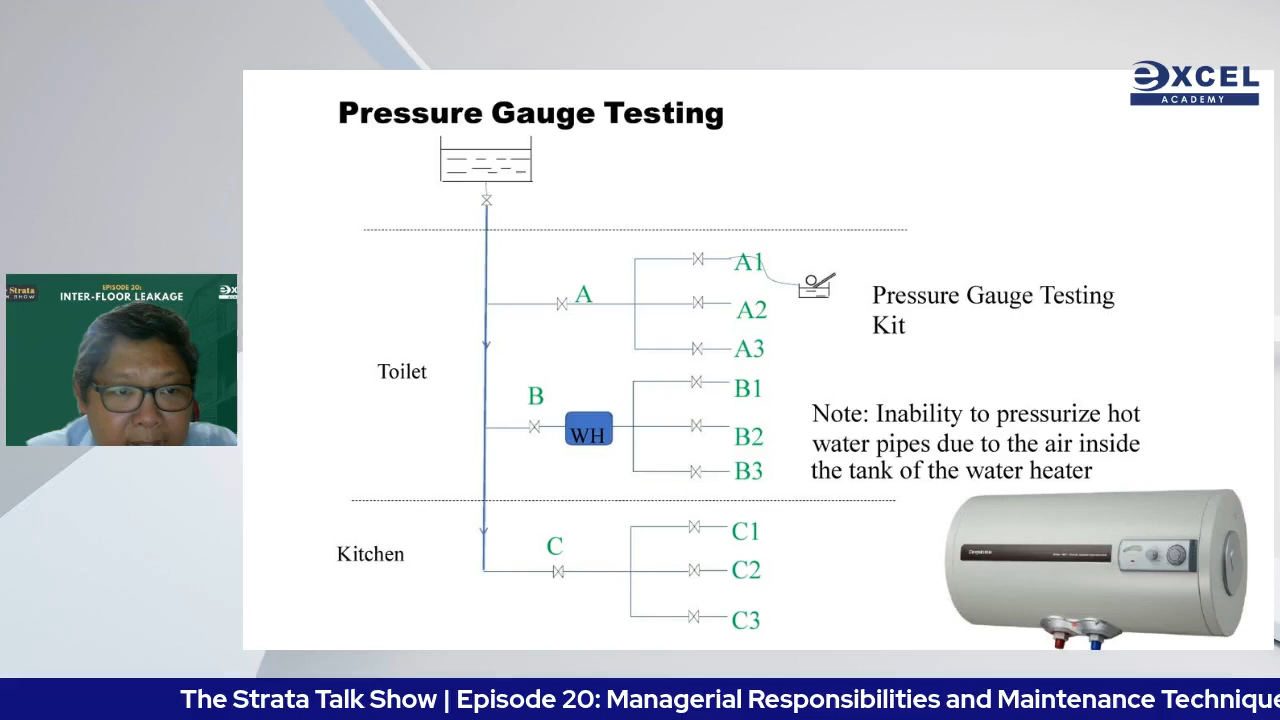 eXCEL
ACADEMY
Pressure Gauge Testing
Strata
EPISODE 20:
INTER-FLOOR LEAKAGE
A
A1
A2
A3
Pressure Gauge Testing
Kit
Toilet
B
WH
B1
B2
B3
Note: Inability to pressurize hot
water pipes due to the air inside
the tank of the water heater
Kitchen
C
C1
C2
C3
The Strata Talk Show | Episode 20: Managerial Responsibilities and Maintenance Technique